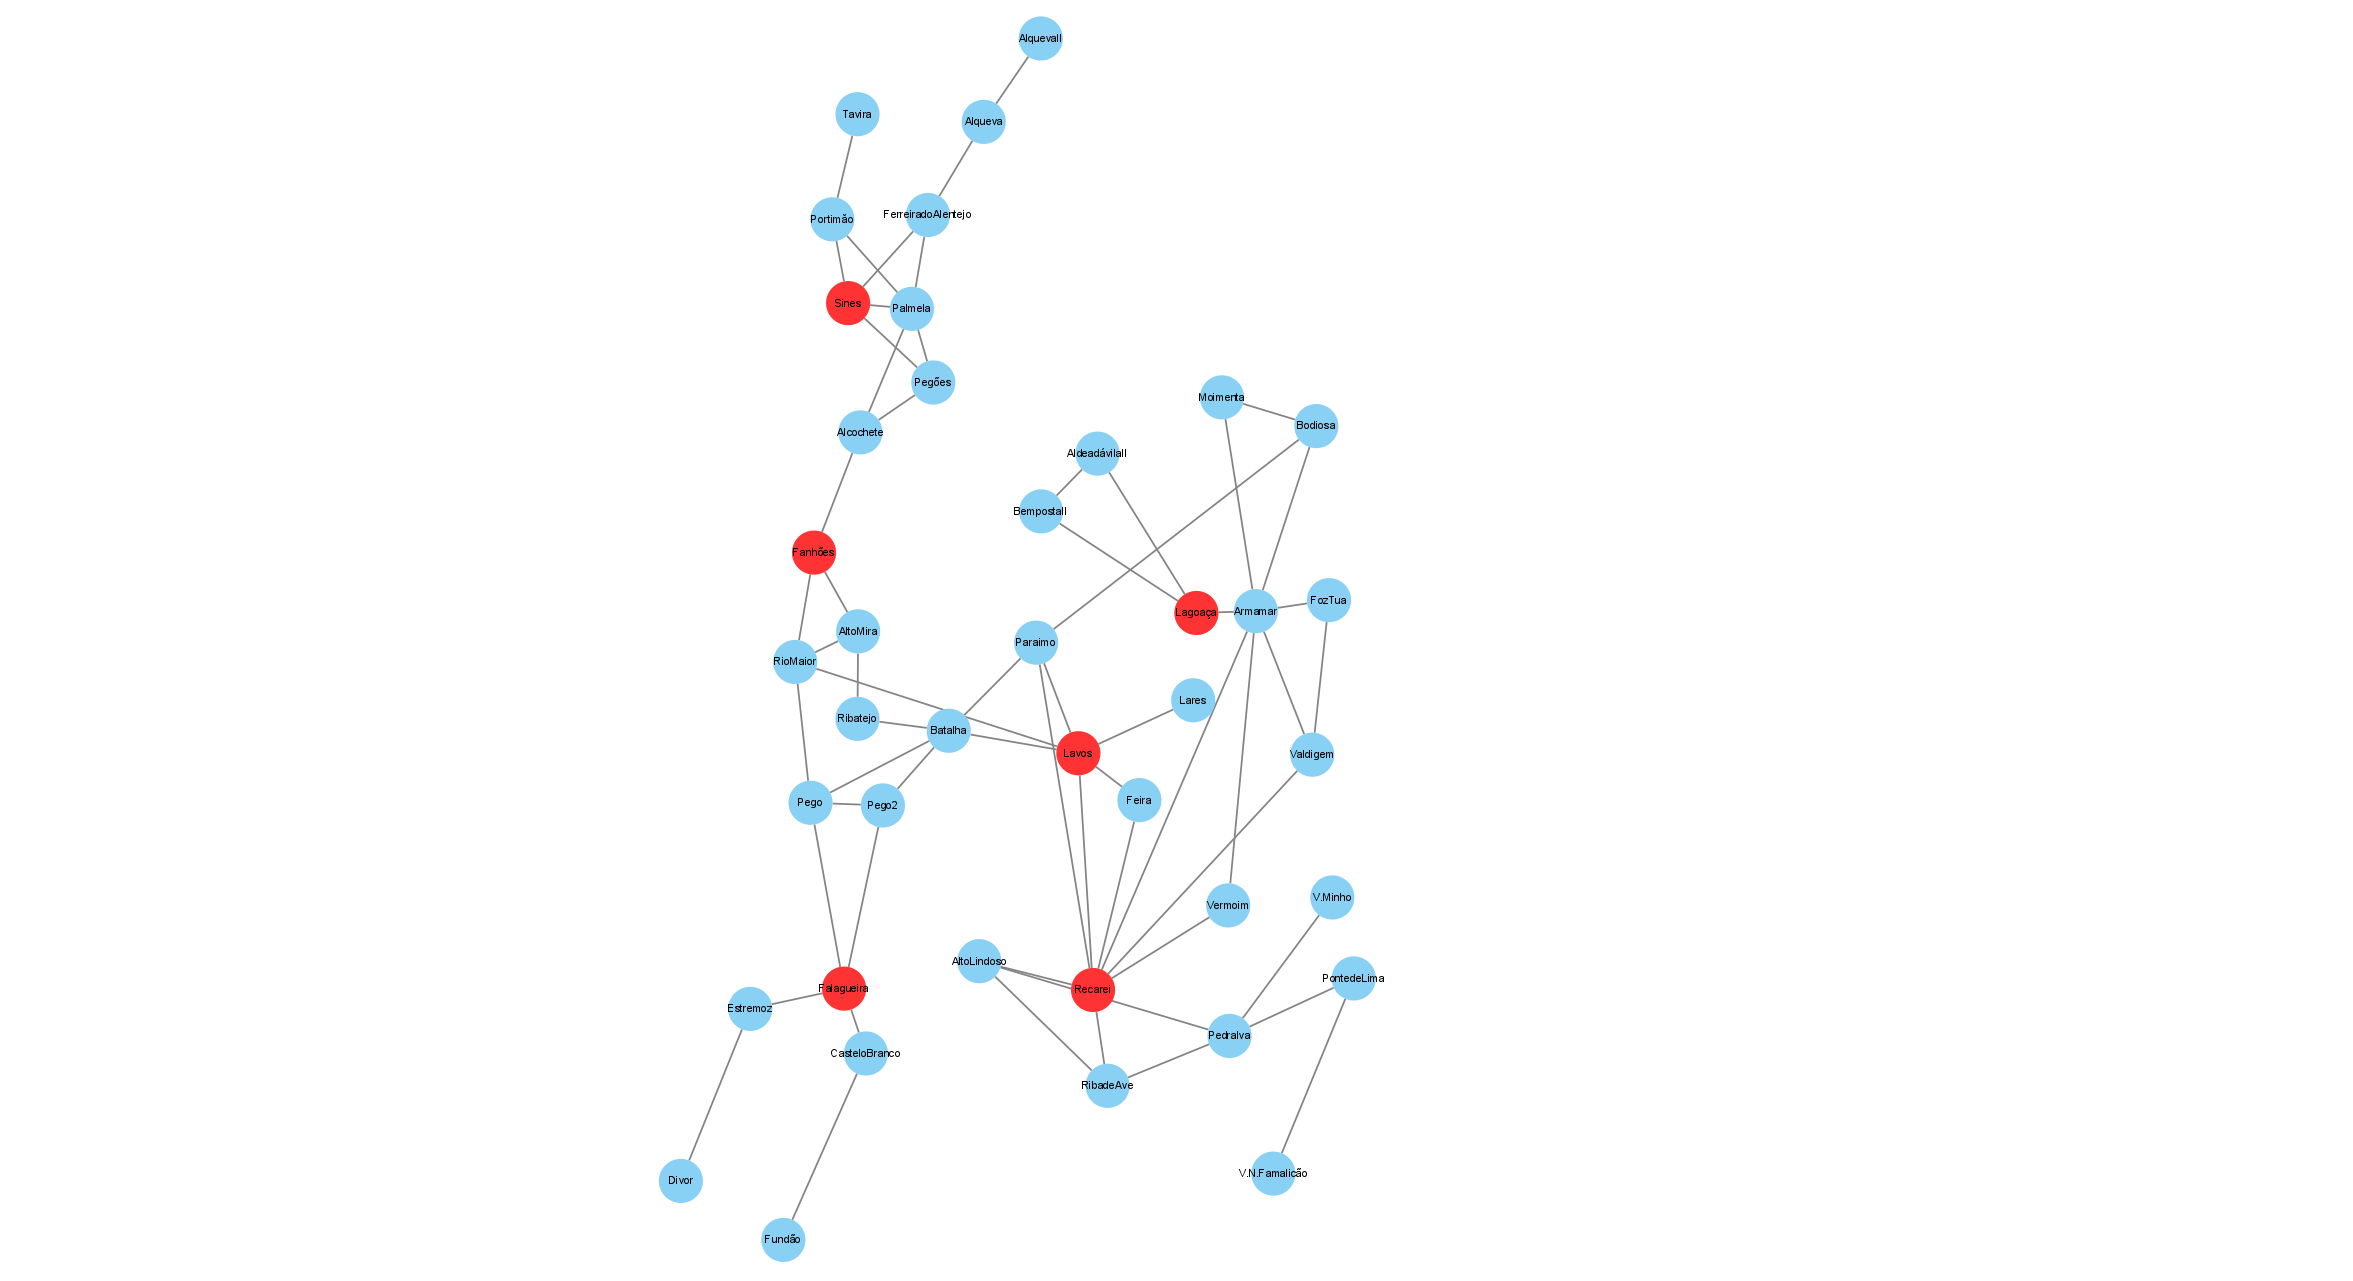 AlquevaII
Tavira
Alqueva
Portimão
FerreiradoAlentejo
Sines
Palmela
Pegões
Moimenta
Bodiosa
Alcochete
AldeadávilaII
BempostaII
Fanhões
FozTua
Lagoaça
Armamar
AltoMira
Paraimo
RioMaior
Lares
Ribatejo
Batalha
Lavos
Valdigem
Pego
Pego2
Feira
V.Minho
Vermoim
AltoLindoso
PontedeLima
Falagueira
Recarei
Estremoz
Pedralva
CasteloBranco
RibadeAve
V.N.Famalicão
Divor
Fundão